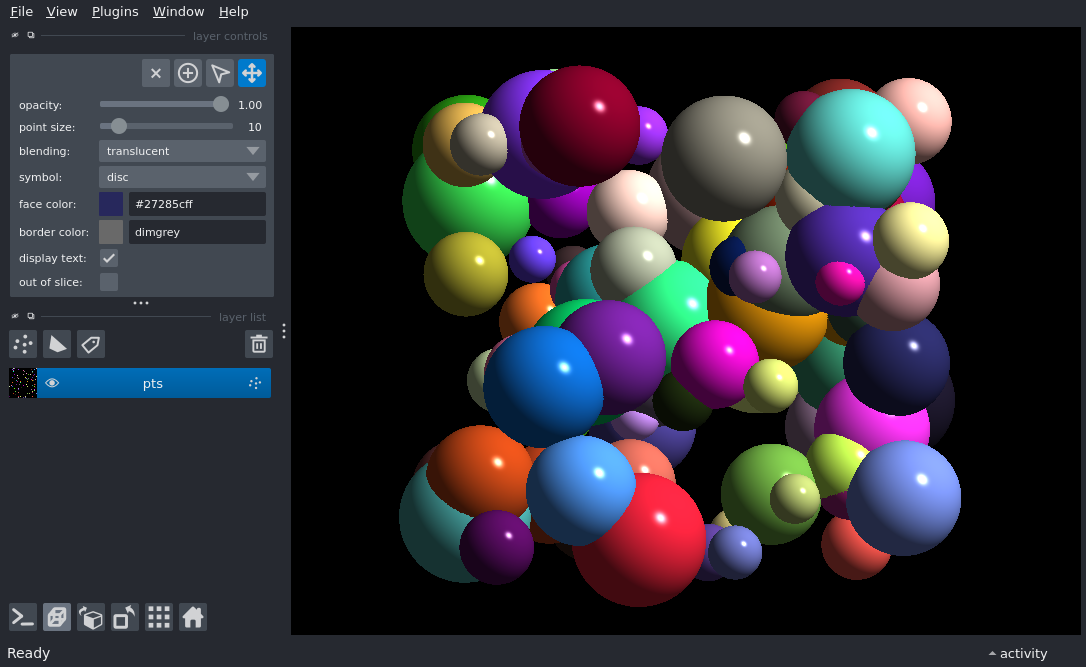 File View Plugins Window Help
layer controls
opacity: 1.00
point size: 10
blending: translucent
symbol: disc
face color: #27285cff
border color: dimgrey
display text:
out of slice:
layer list
pts
Ready
activity